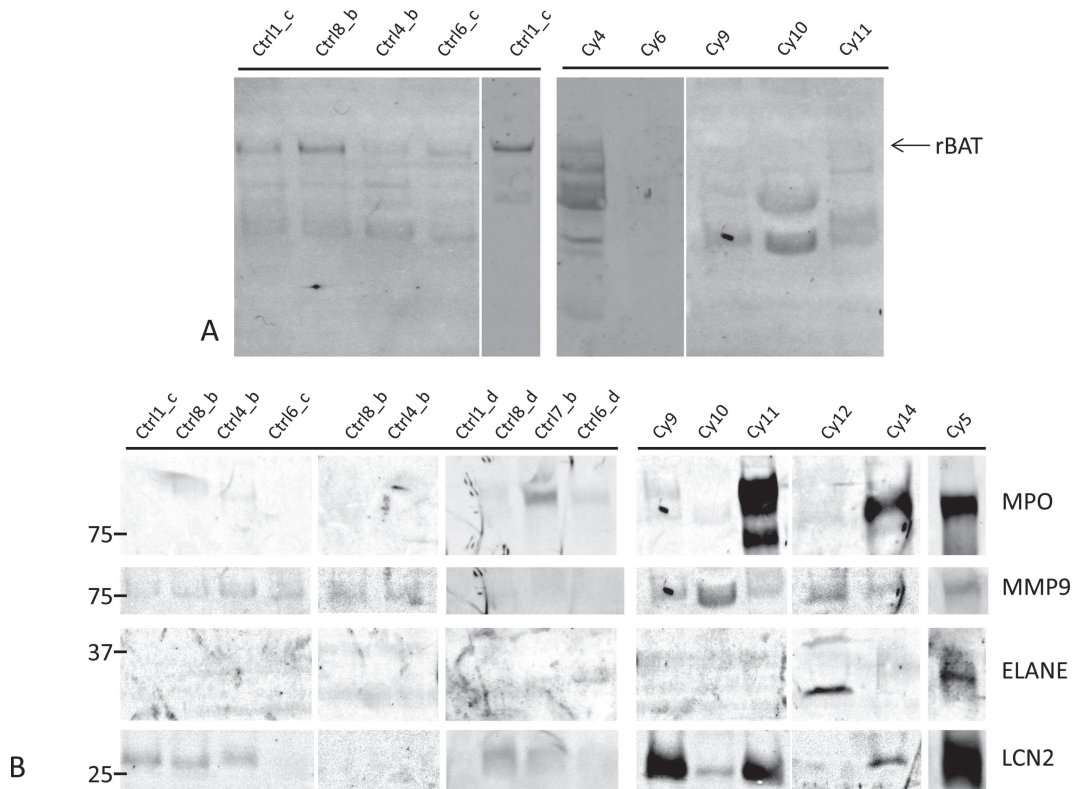 Ctrl1_c Ctrl8_b Ctrl4_b Ctrl6_c Ctrl1_c Cy4 Cy6 Cy9 Cy10 Cy11
rBAT
A
Ctrl1_c Ctrl8_b Ctrl4_b Ctrl6_c Ctrl8_b Ctrl4_b Ctrl1_d Ctrl8_d Ctrl7_b Ctrl6_d Cy9 Cy10 Cy11 Cy12 Cy14 Cy5
MPO
75
75 MMP9
37
ELANE
LCN2
B
25